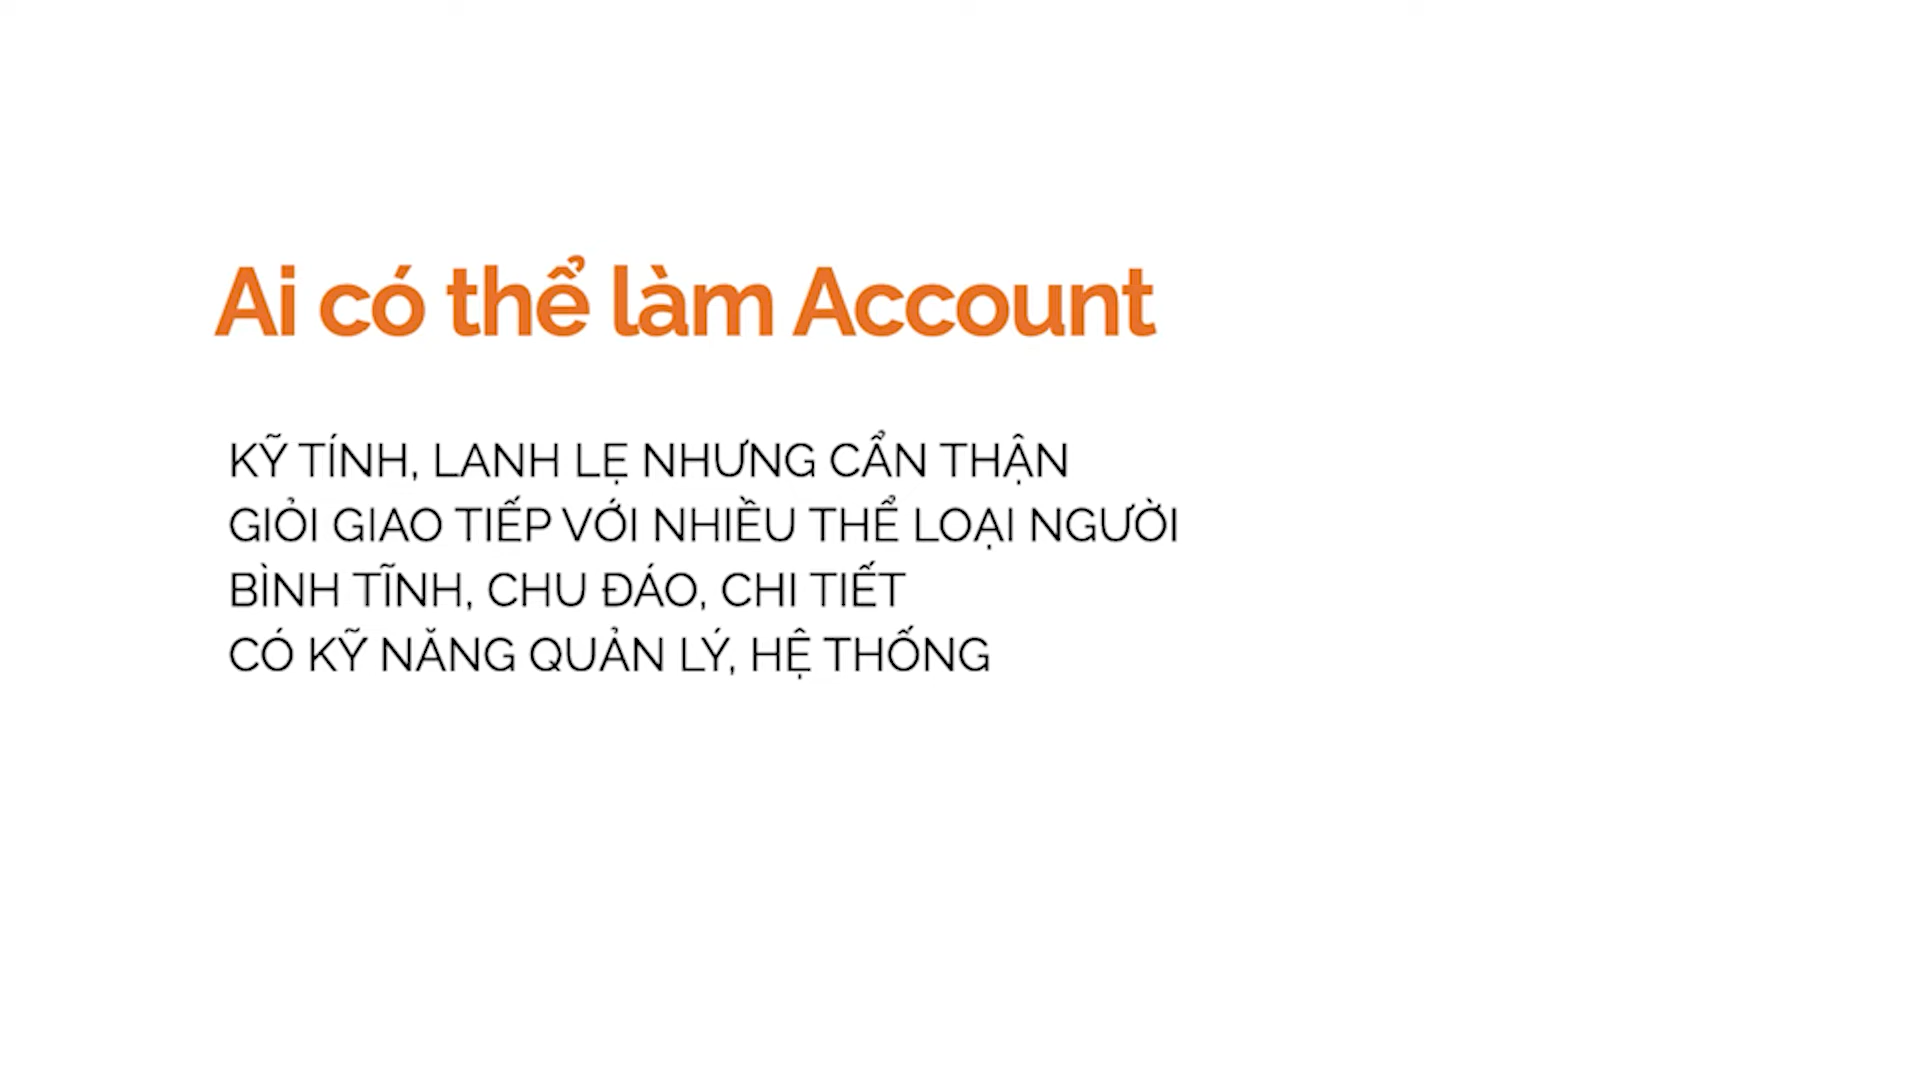 Ai có thể làm Account
KỸ TÍNH, LANH LẸ NHƯNG CẨN THẬN
GIỎI GIAO TIẾP VỚI NHIỀU THỂ LOẠI NGƯỜI
BÌNH TĨNH, CHU ĐÁO, CHI TIẾT
CÓ KỸ NĂNG QUẢN LÝ, HỆ THỐNG